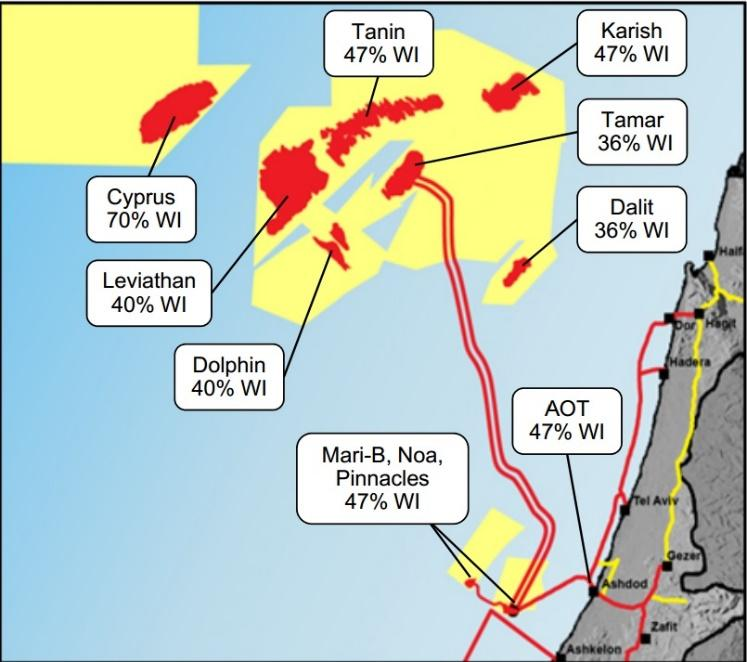 Tanin
47% WI
Karish
47% WI
Tamar
36% WI
Cyprus
70% WI
Dalit
36% WI
Leviathan
40% WI
Dolphin
40% WI
Haif
Dor
Hagit
Hadera
AOT
47% WI
Mari-B, Noa,
Pinnacles
47% WI
Tel Aviv
Gezer
Ashdod
Zafit
Ashkelon